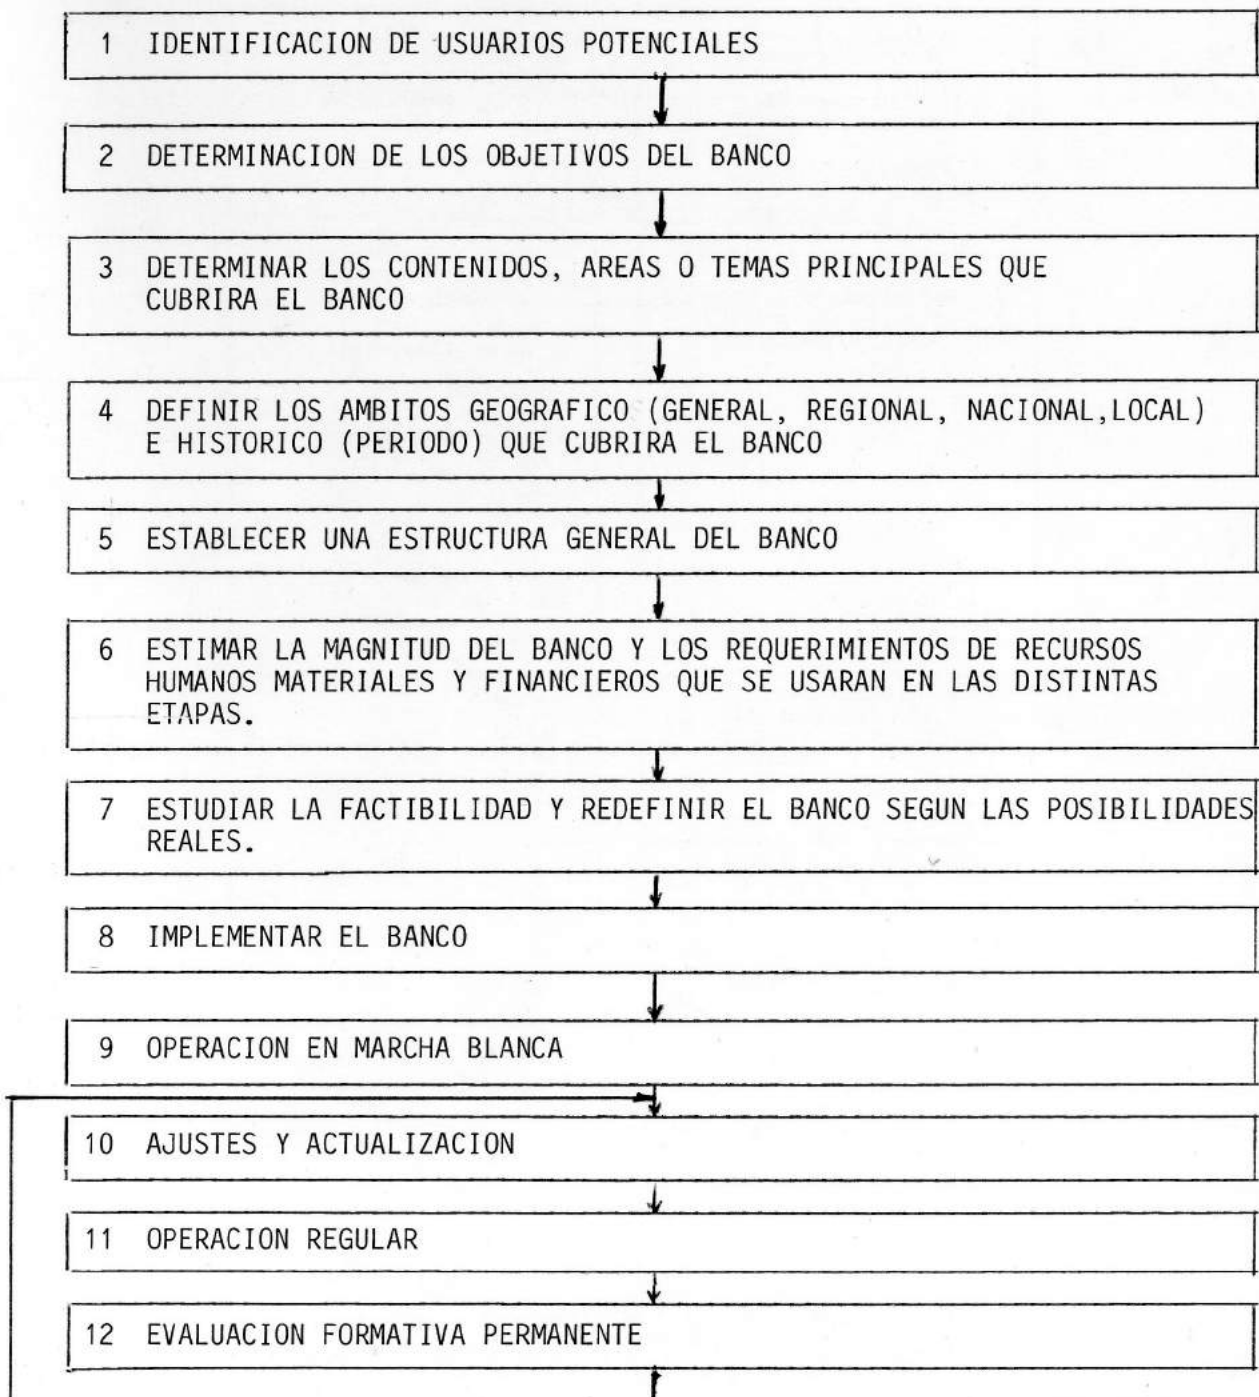 1 IDENTIFICACION DE USUARIOS POTENCIALES
2 DETERMINACION DE LOS OBJETIVOS DEL BANCO
3 DETERMINAR LOS CONTENIDOS, AREAS O TEMAS PRINCIPALES QUE
CUBRIRA EL BANCO
4 DEFINIR LOS AMBITOS GEOGRAFICO (GENERAL, REGIONAL, NACIONAL,LOCAL)
E HISTORICO (PERIODO) QUE CUBRIRA EL BANCO
5 ESTABLECER UNA ESTRUCTURA GENERAL DEL BANCO
6 ESTIMAR LA MAGNITUD DEL BANCO Y LOS REQUERIMIENTOS DE RECURSOS
HUMANOS MATERIALES Y FINANCIEROS QUE SE USARAN EN LAS DISTINTAS
ETAPAS.
7 ESTUDIAR LA FACTIBILIDAD Y REDEFINIR EL BANCO SEGUN LAS POSIBILIDADES
REALES.
8 IMPLEMENTAR EL BANCO
9 OPERACION EN MARCHA BLANCA
10 AJUSTES Y ACTUALIZACION
11 OPERACION REGULAR
12 EVALUACION FORMATIVA PERMANENTE